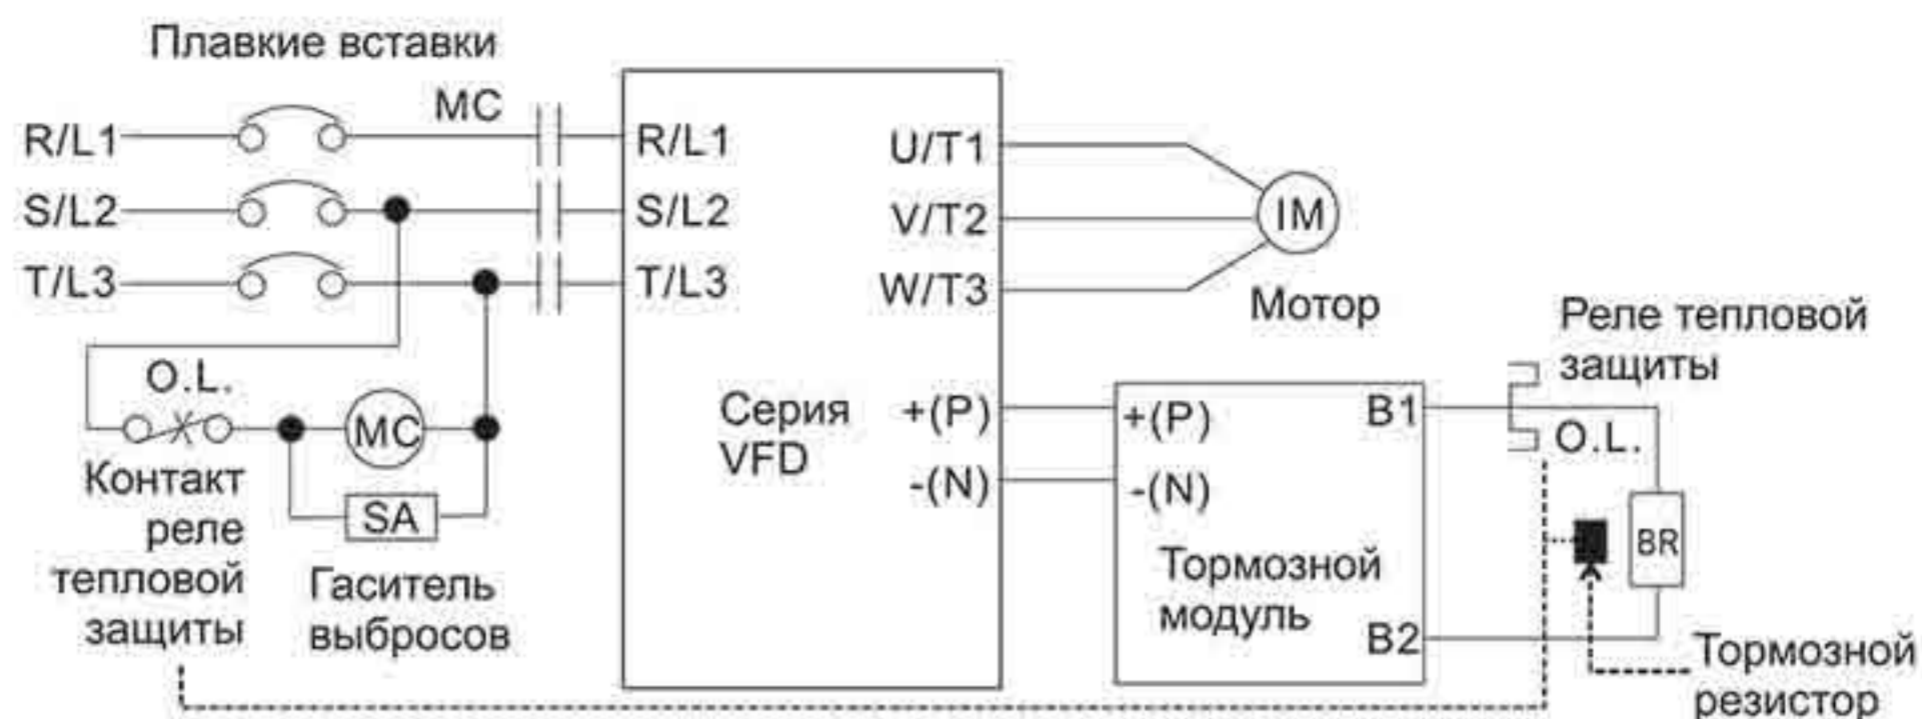 Плавкие вставки
MC
R/L1
R/L1
U/T1
S/L2
S/L2
V/T2
IM
T/L3
T/L3
W/T3
Мотор
Реле тепловой
защиты
O.L.
MC
Серия
VFD
+(P)
-(N)
+(P)
-(N)
B1
O.L.
Контакт
реле
тепловой
защиты
SA
Гаситель
выбросов
Тормозной
модуль
B2
BR
Тормозной
резистор